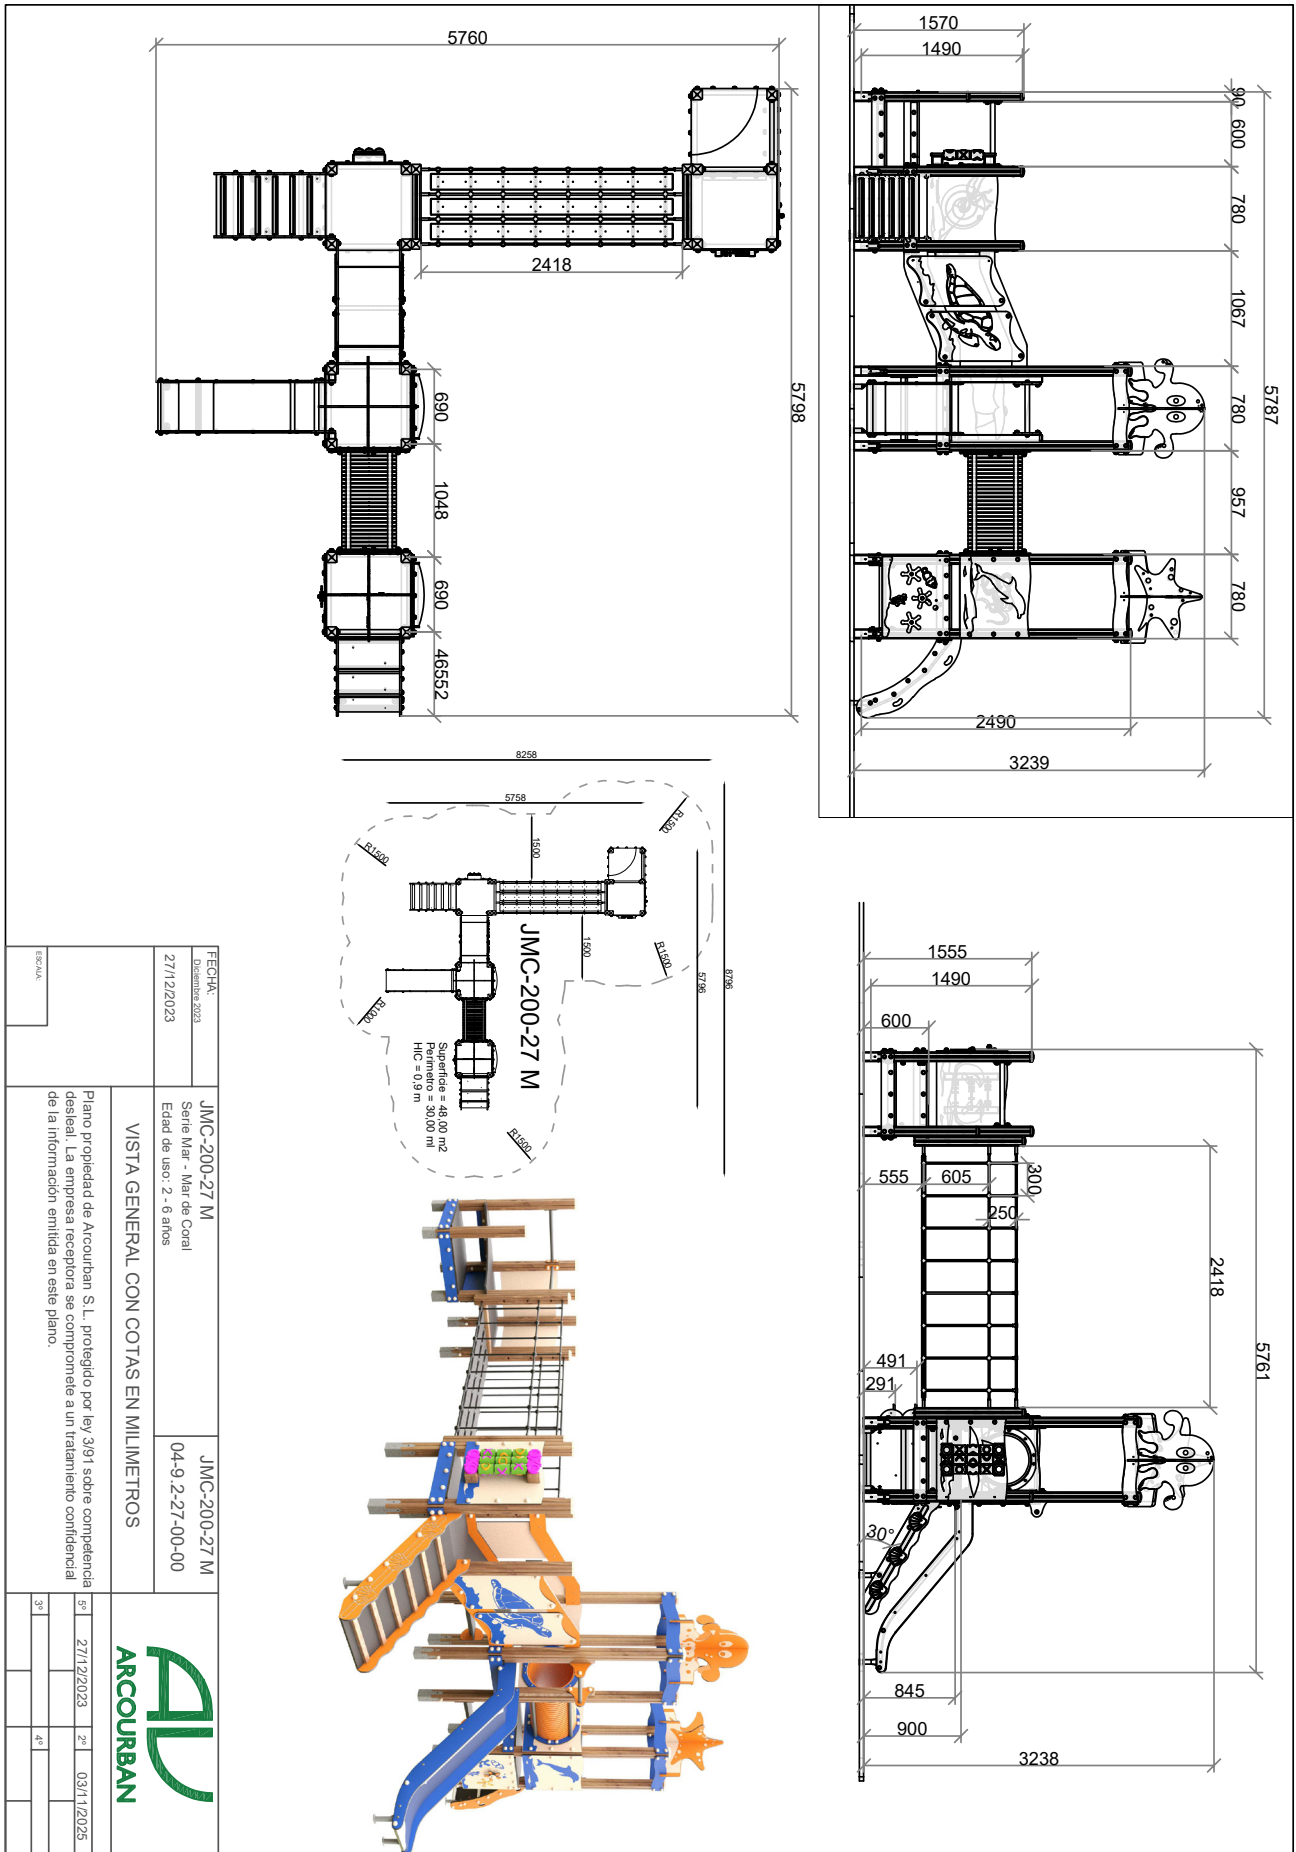 5760
2418
5798
690
1048
690
46552
1570
1490
90
600
780
1067
780
957
780
5787
2490
3239
8258
5758
1500
R1500
R1500
R1500
1500
5796
8796
R1000
R1500
JMC-200-27 M
Superficie = 48,00 m2
Perímetro = 30,00 ml
HIC = 0,9 m
1555
1490
600
555
605
300
250
2418
5761
491
291
30°
845
900
3238
FECHA:
Diciembre 2023
27/12/2023
ESCALA:
JMC-200-27 M
Serie Mar - Mar de Coral
Edad de uso: 2 - 6 años
JMC-200-27 M
04-9.2-27-00-00
VISTA GENERAL CON COTAS EN MILIMETROS
Plano propiedad de Arcourban S.L. protegido por ley 3/91 sobre competencia
desleal. La empresa receptora se compromete a un tratamiento confidencial
de la información emitida en este plano.
ARCOURBAN
5º 27/12/2023 2º 03/11/2025
3º 4º